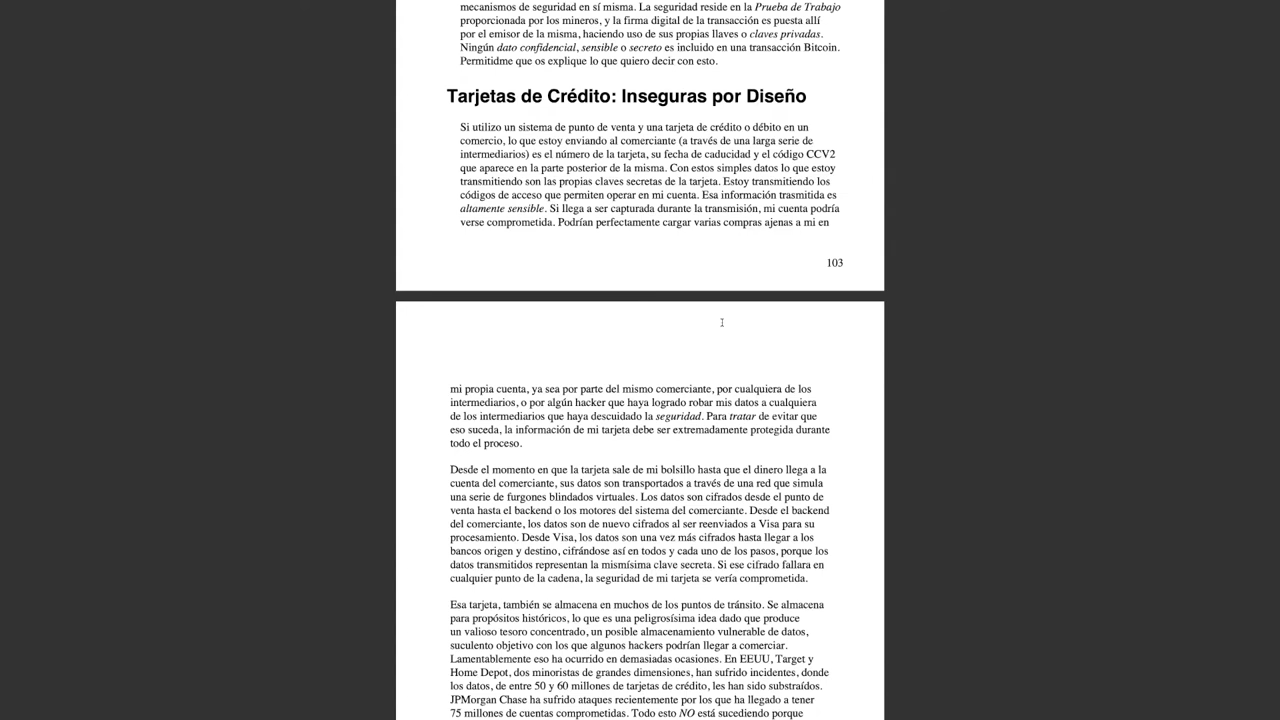 mecanismos de seguridad en sí misma. La seguridad reside en la Prueba de Trabajo
proporcionada por los mineros, y la firma digital de la transacción es puesta allí
por el emisor de la misma, haciendo uso de sus propias llaves o claves privadas.
Ningún dato confidencial, sensible o secreto es incluido en una transacción Bitcoin.
Permitidme que os explique lo que quiero decir con esto.
Tarjetas de Crédito: Inseguras por Diseño
Si utilizo un sistema de punto de venta y una tarjeta de crédito o débito en un
comercio, lo que estoy enviando al comerciante (a través de una larga serie de
intermediarios) es el número de la tarjeta, su fecha de caducidad y el código CCV2
que aparece en la parte posterior de la misma. Con estos simples datos lo que estoy
transmitiendo son las propias claves secretas de la tarjeta. Estoy transmitiendo los
códigos de acceso que permiten operar en mi cuenta. Esa información trasmitida es
altamente sensible. Si llega a ser capturada durante la transmisión, mi cuenta podría
verse comprometida. Podrían perfectamente cargar varias compras ajenas a mi en
103
mi propia cuenta, ya sea por parte del mismo comerciante, por cualquiera de los
intermediarios, o por algún hacker que haya logrado robar mis datos a cualquiera
de los intermediarios que haya descuidado la seguridad. Para tratar de evitar que
eso suceda, la información de mi tarjeta debe ser extremadamente protegida durante
todo el proceso.
Desde el momento en que la tarjeta sale de mi bolsillo hasta que el dinero llega a la
cuenta del comerciante, sus datos son transportados a través de una red que simula
una serie de furgones blindados virtuales. Los datos son cifrados desde el punto de
venta hasta el backend o los motores del sistema del comerciante. Desde el backend
del comerciante, los datos son de nuevo cifrados al ser reenviados a Visa para su
procesamiento. Desde Visa, los datos son una vez más cifrados hasta llegar a los
bancos origen y destino, cifrándose así en todos y cada uno de los pasos, porque los
datos transmitidos representan la mismísima clave secreta. Si ese cifrado fallara en
cualquier punto de la cadena, la seguridad de mi tarjeta se vería comprometida.
Esa tarjeta, también se almacena en muchos de los puntos de tránsito. Se almacena
para propósitos históricos, lo que es una peligrosísima idea dado que produce
un valioso tesoro concentrado, un posible almacenamiento vulnerable de datos,
suculento objetivo con los que algunos hackers podrían llegar a comerciar.
Lamentablemente eso ha ocurrido en demasiadas ocasiones. En EEUU, Target y
Home Depot, dos minoristas de grandes dimensiones, han sufrido incidentes, donde
los datos, de entre 50 y 60 millones de tarjetas de crédito, les han sido substraídos.
JPMorgan Chase ha sufrido ataques recientemente por los que ha llegado a tener
75 millones de cuentas comprometidas. Todo esto NO está sucediendo porque